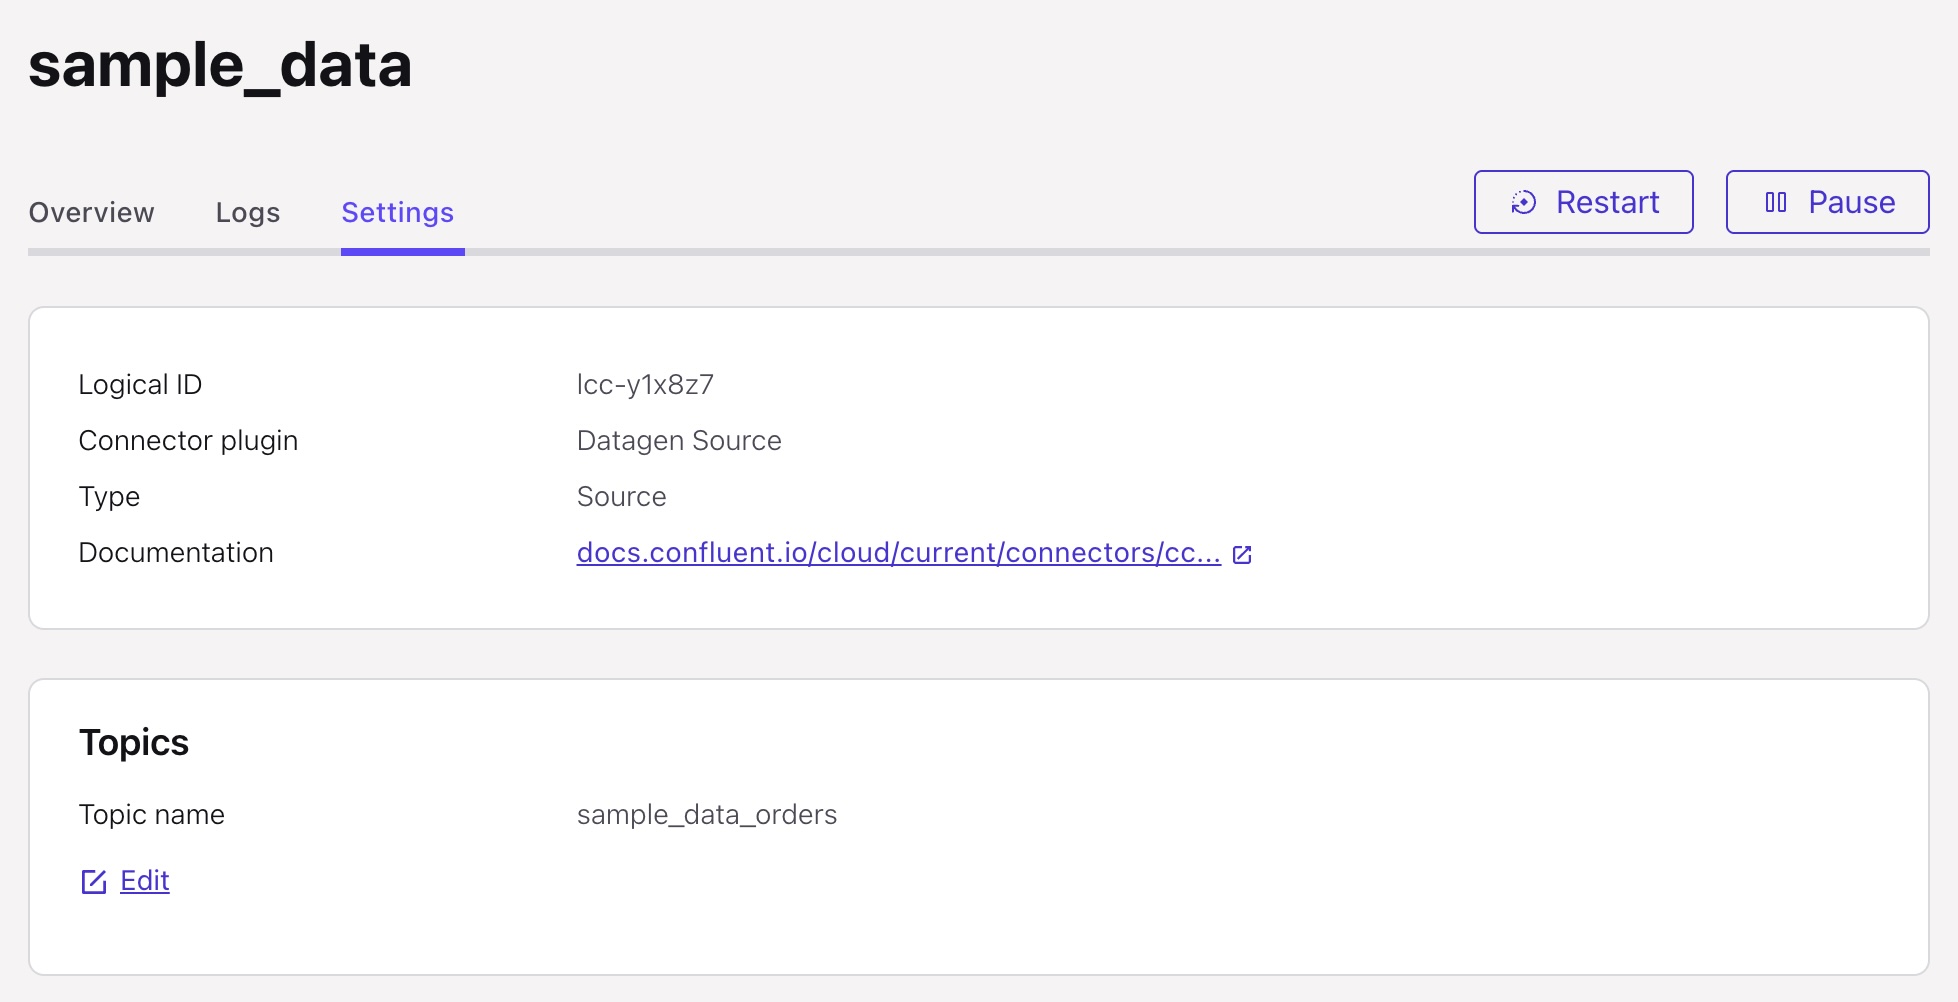 sample_data
Overview Logs Settings Restart Pause
Logical ID lcc-y1x8z7
Connector plugin Datagen Source
Type Source
Documentation docs.confluent.io/cloud/current/connectors/cc...
Topics
Topic name sample_data_orders
Edit